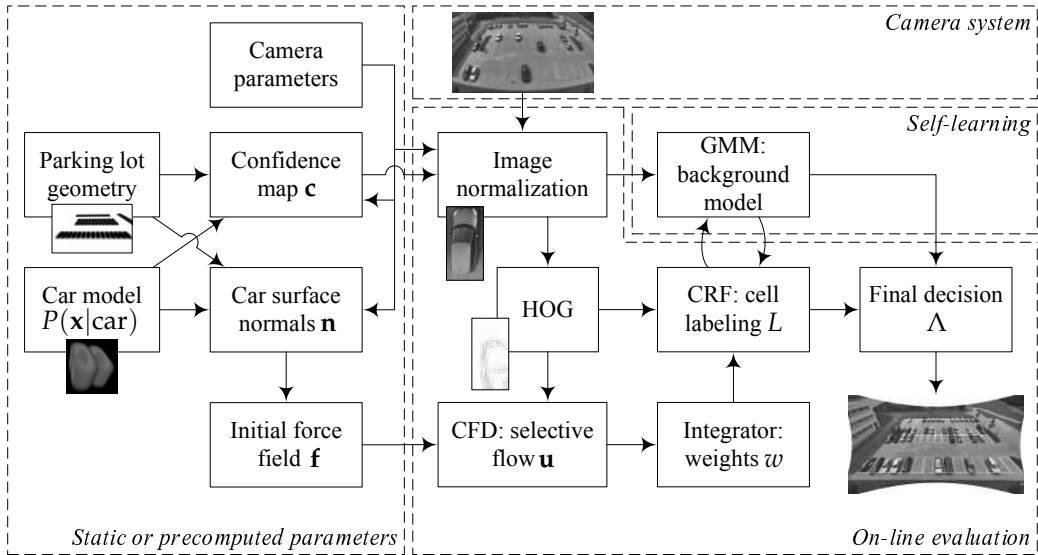 Camera system
Camera
parameters
Self-learning
Parking lot
geometry
Confidence
map c
Image
normalization
GMM:
background
model
Car model
P(x|car)
Car surface
normals n
HOG
CRF: cell
labeling L
Final decision
Λ
Initial force
field f
CFD: selective
flow u
Integrator:
weights w
Static or precomputed parameters
On-line evaluation